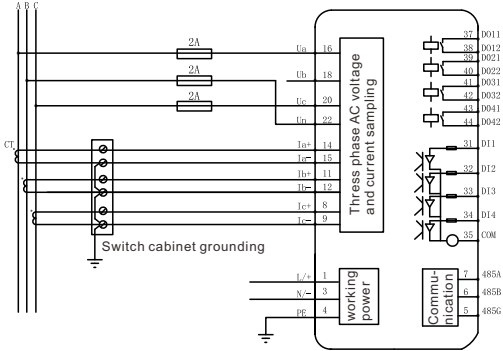 A B C
2A
2A
2A
Ua 16
Ub 18
Uc 20
Un 22
CT
Ia+ 14
Ia- 15
Ib+ 11
Ib- 12
Ic+ 8
Ic- 9
Switch cabinet grounding
Thress phase AC voltage
and current sampling
L/+ 1
N/- 3
PE 4
working
power
37 DO11
38 DO12
39 DO21
40 DO22
41 DO31
42 DO32
43 DO41
44 DO42
31 DI1
32 DI2
33 DI3
34 DI4
35 COM
Commu-
nication
7 485A
6 485B
5 485G